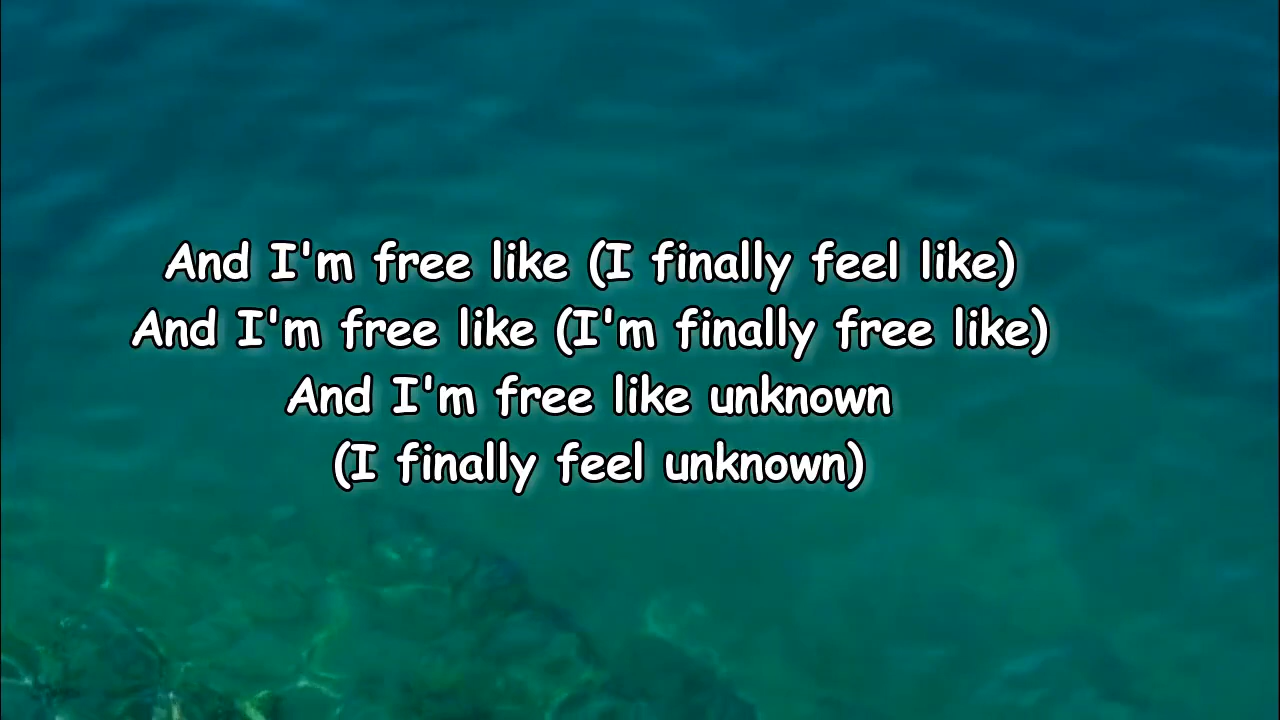 And I'm free like (I finally feel like)
And I'm free like (I'm finally free like)
And I'm free like unknown
(I finally feel unknown)